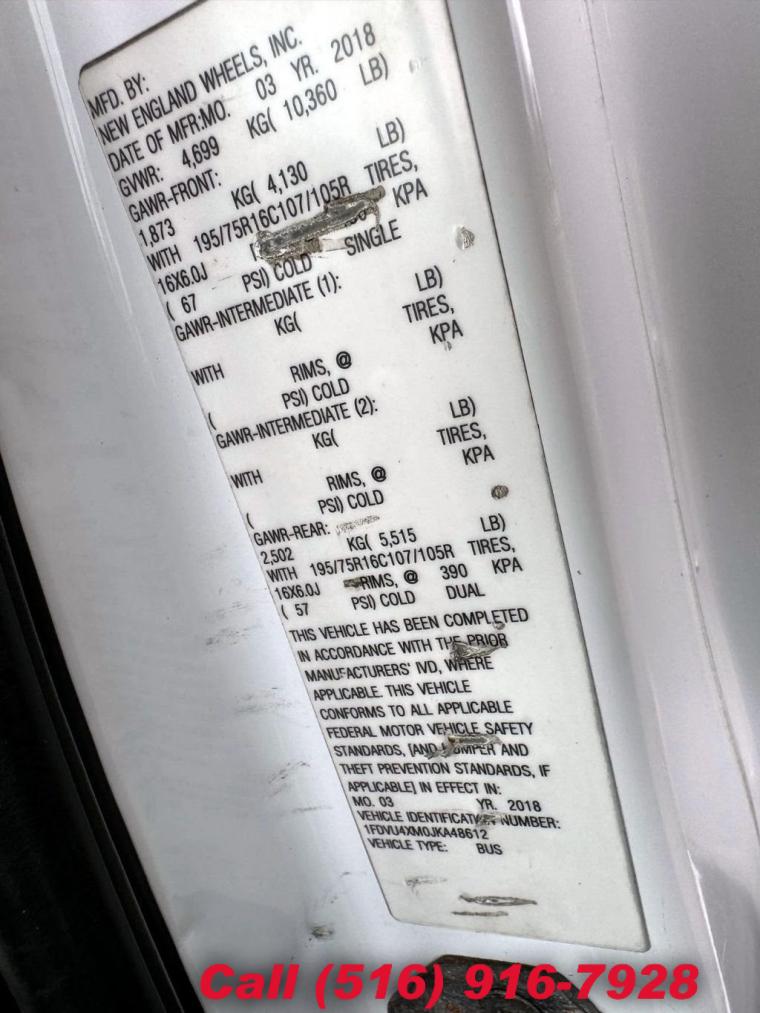 MFD. BY:
NEW ENGLAND WHEELS, INC.
DATE OF MFR:MO. 03 YR. 2018
GVWR: 4,699 KG( 10,360 LB)
GAWR-FRONT:
1,873 KG( 4,130 LB)
WITH 195/75R16C107/105R TIRES,
16X6.0J KPA
( 67 PSI) COLD SINGLE
GAWR-INTERMEDIATE (1):
KG( LB)
WITH TIRES,
RIMS, @ KPA
( PSI) COLD
GAWR-INTERMEDIATE (2):
KG( LB)
WITH TIRES,
RIMS, @ KPA
( PSI) COLD
GAWR-REAR:
2,502 KG( 5,515 LB)
WITH 195/75R16C107/105R TIRES,
16X6.0J RIMS, @ 390 KPA
( 57 PSI) COLD DUAL
THIS VEHICLE HAS BEEN COMPLETED
IN ACCORDANCE WITH THE PRIOR
MANUFACTURERS' IVD, WHERE
APPLICABLE. THIS VEHICLE
CONFORMS TO ALL APPLICABLE
FEDERAL MOTOR VEHICLE SAFETY
STANDARDS, [AND BUMPER AND
THEFT PREVENTION STANDARDS, IF
APPLICABLE] IN EFFECT IN:
MO. 03 YR. 2018
VEHICLE IDENTIFICATION NUMBER:
1FDVU4XM0JKA48612
VEHICLE TYPE: BUS
Call (516) 916-7928